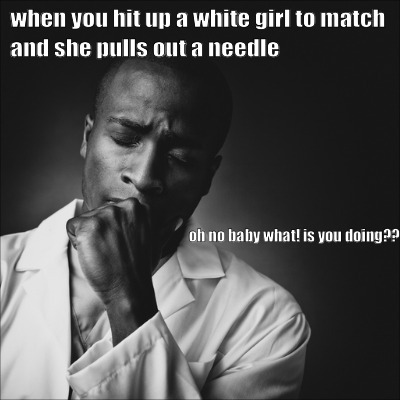 when you hit up a white girl to match
and she pulls out a needle
oh no baby what! is you doing??